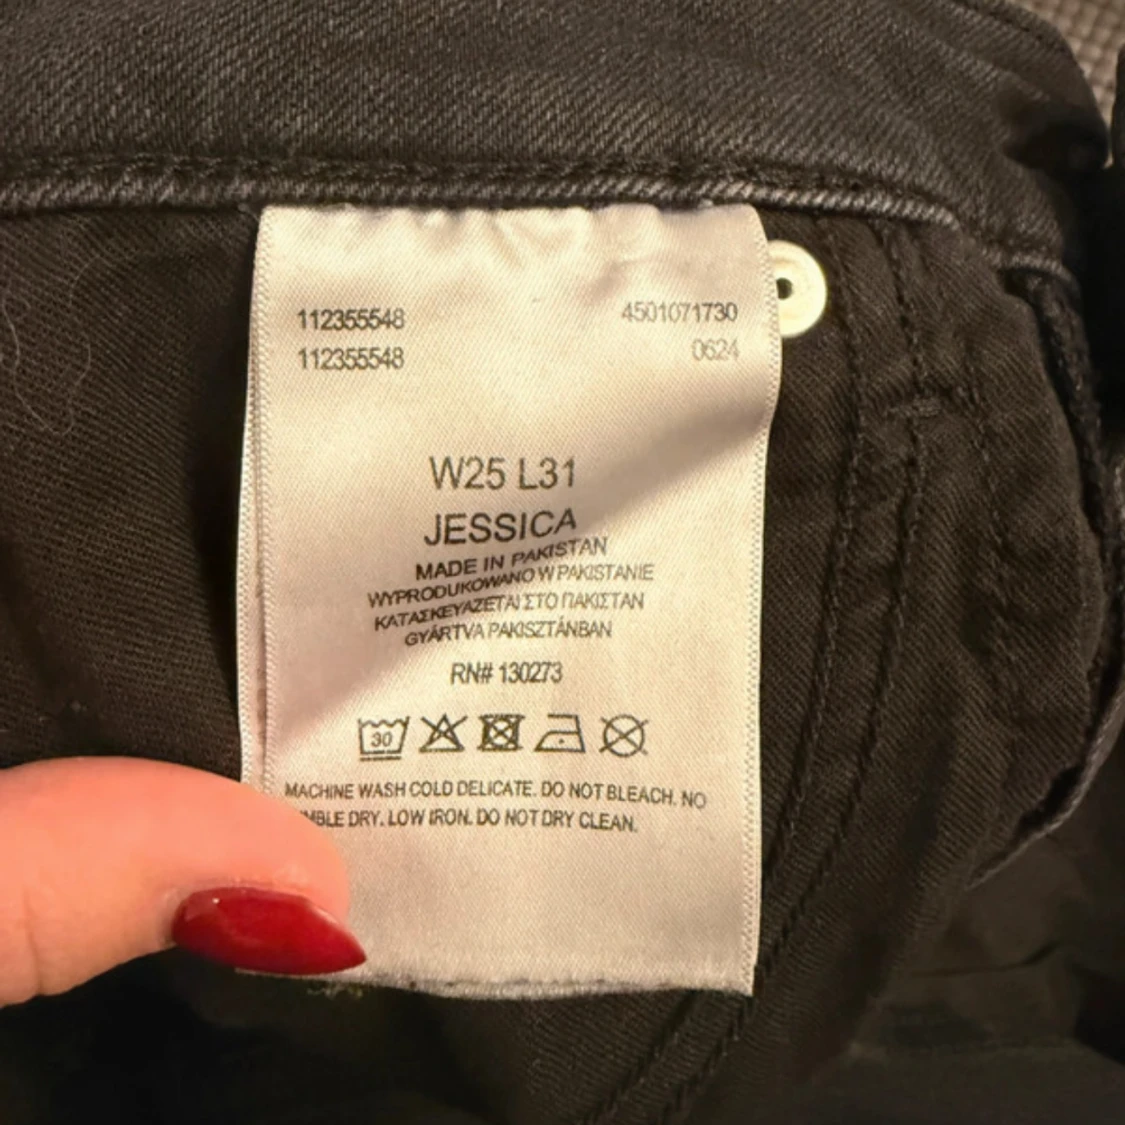 112355548 4501071730
112355548 0624
W25 L31
JESSICA
MADE IN PAKISTAN
WYPRODUKOWANO W PAKISTANIE
ΚΑΤΑΣΚΕΥΑΖΕΤΑΙ ΣΤΟ ΠΑΚΙΣΤΑΝ
GYÁRTVA PAKISZTÁNBAN
RN# 130273
30
MACHINE WASH COLD DELICATE. DO NOT BLEACH. NO
MBLE DRY. LOW IRON. DO NOT DRY CLEAN.